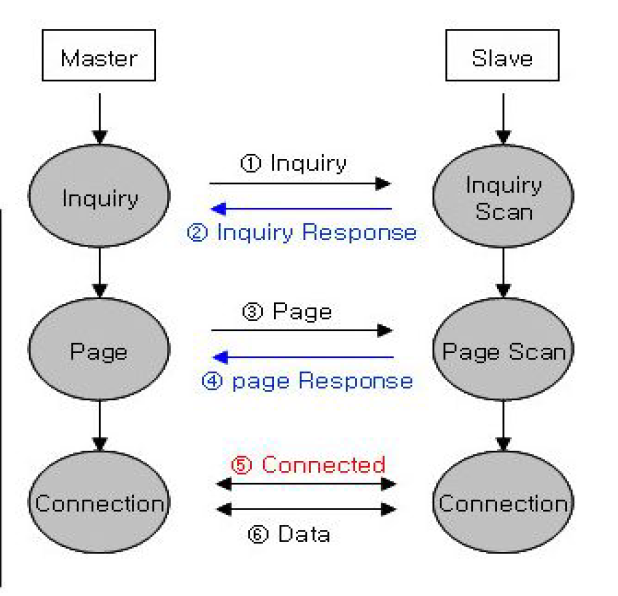 Master
Slave
① Inquiry
Inquiry
Inquiry
Scan
② Inquiry Response
③ Page
Page
Page Scan
④ page Response
⑤ Connected
Connection
Connection
⑥ Data